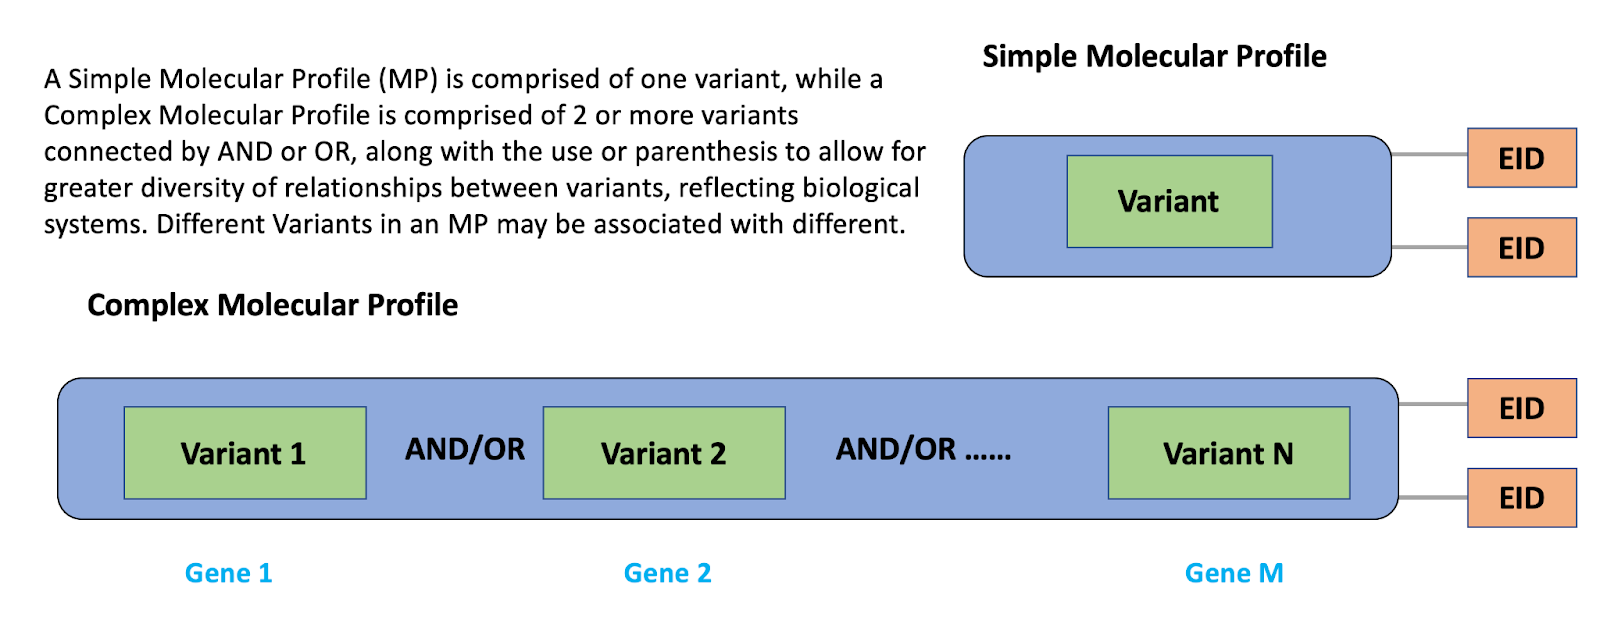 A Simple Molecular Profile (MP) is comprised of one variant, while a
Complex Molecular Profile is comprised of 2 or more variants
connected by AND or OR, along with the use or parenthesis to allow for
greater diversity of relationships between variants, reflecting biological
systems. Different Variants in an MP may be associated with different.
Simple Molecular Profile
Variant
EID
EID
Complex Molecular Profile
Variant 1 AND/OR Variant 2 AND/OR ...... Variant N
EID
EID
Gene 1 Gene 2 Gene M